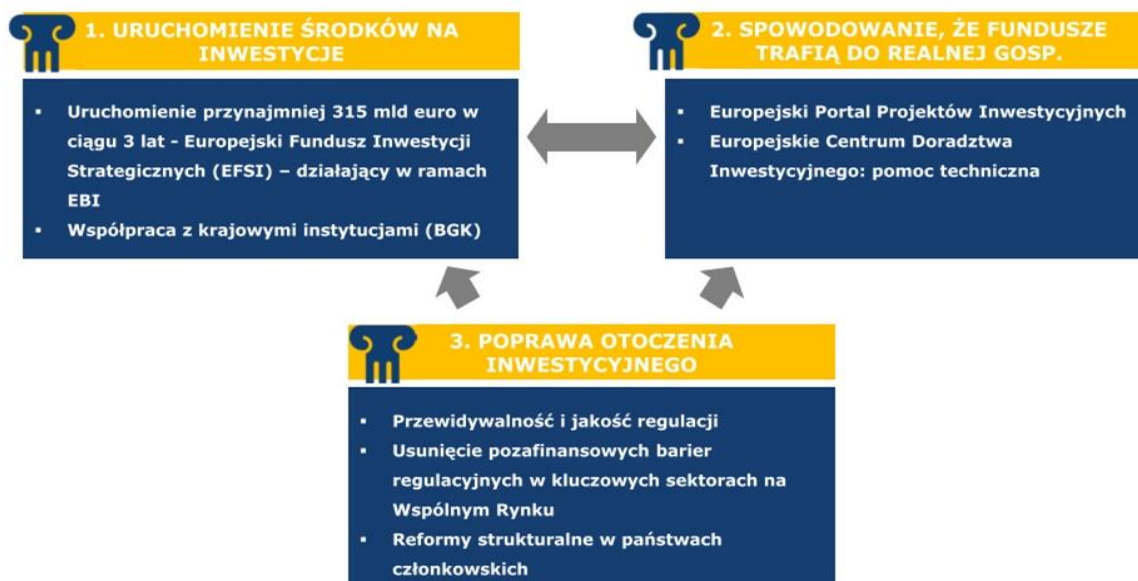 1. URUCHOMIENIE ŚRODKÓW NA
INWESTYCJE
▪ Uruchomienie przynajmniej 315 mld euro w
ciągu 3 lat - Europejski Fundusz Inwestycji
Strategicznych (EFSI) – działający w ramach
EBI
▪ Współpraca z krajowymi instytucjami (BGK)
2. SPOWODOWANIE, ŻE FUNDUSZE
TRAFIĄ DO REALNEJ GOSP.
▪ Europejski Portal Projektów Inwestycyjnych
▪ Europejskie Centrum Doradztwa
Inwestycyjnego: pomoc techniczna
3. POPRAWA OTOCZENIA
INWESTYCYJNEGO
▪ Przewidywalność i jakość regulacji
▪ Usunięcie pozafinansowych barier
regulacyjnych w kluczowych sektorach na
Wspólnym Rynku
▪ Reformy strukturalne w państwach
członkowskich